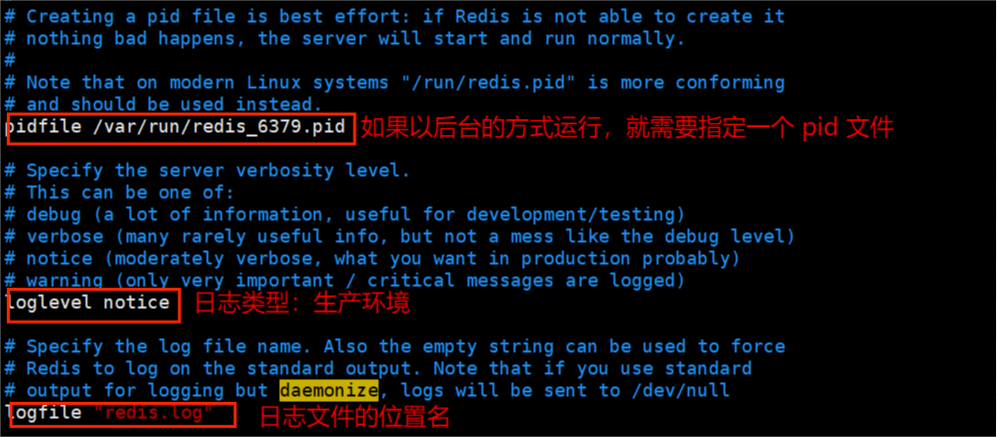 # Creating a pid file is best effort: if Redis is not able to create it
# nothing bad happens, the server will start and run normally.
#
# Note that on modern Linux systems "/run/redis.pid" is more conforming
# and should be used instead.
pidfile /var/run/redis_6379.pid 如果以后台的方式运行，就需要指定一个 pid 文件
# Specify the server verbosity level.
# This can be one of:
# debug (a lot of information, useful for development/testing)
# verbose (many rarely useful info, but not a mess like the debug level)
# notice (moderately verbose, what you want in production probably)
# warning (only very important / critical messages are logged)
loglevel notice 日志类型：生产环境
# Specify the log file name. Also the empty string can be used to force
# Redis to log on the standard output. Note that if you use standard
# output for logging but daemonize, logs will be sent to /dev/null
logfile "redis.log" 日志文件的位置名